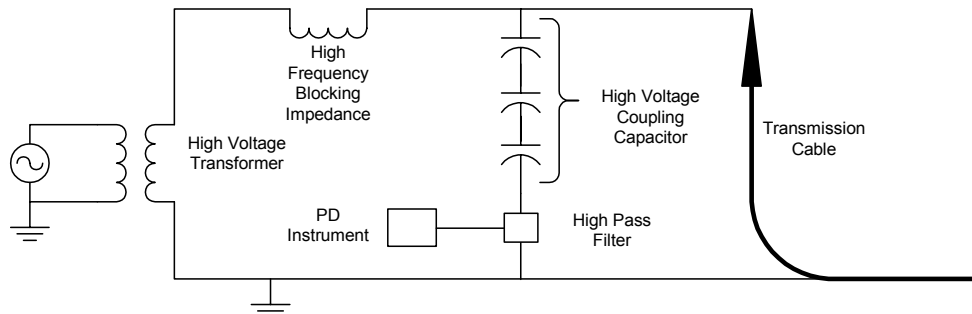 High
Frequency
Blocking
Impedance
High Voltage
Transformer
High Voltage
Coupling
Capacitor
Transmission
Cable
PD
Instrument
High Pass
Filter